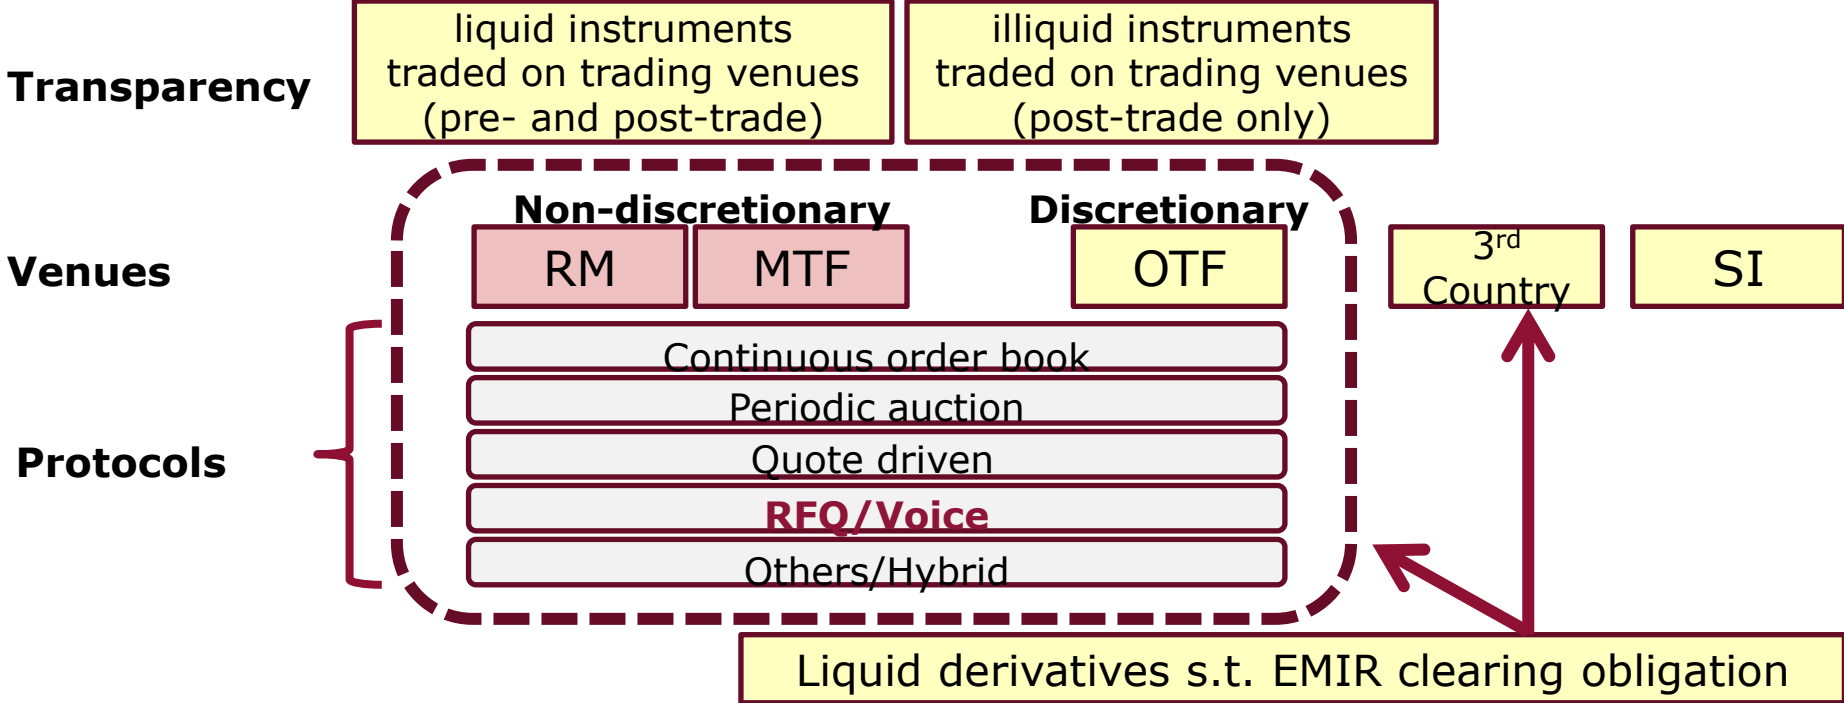 liquid instruments
traded on trading venues
(pre- and post-trade)
illiquid instruments
traded on trading venues
(post-trade only)
Transparency
Non-discretionary
Discretionary
Venues
RM
MTF
OTF
3rd
Country
SI
Protocols
Continuous order book
Periodic auction
Quote driven
RFQ/Voice
Others/Hybrid
Liquid derivatives s.t. EMIR clearing obligation